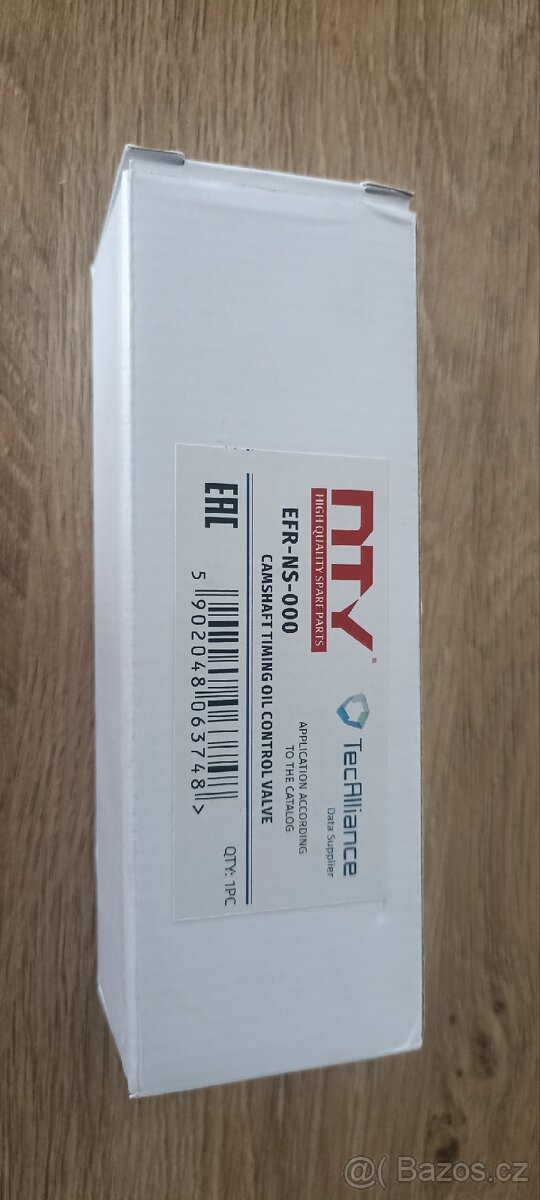 NTY®
HIGH QUALITY SPARE PARTS
TecAlliance
Data Supplier
EFR-NS-000
APPLICATION ACCORDING
TO THE CATALOG
CAMSHAFT TIMING OIL CONTROL VALVE
EAC
5 902048 063748 >
QTY: 1PC
@( Bazos.cz